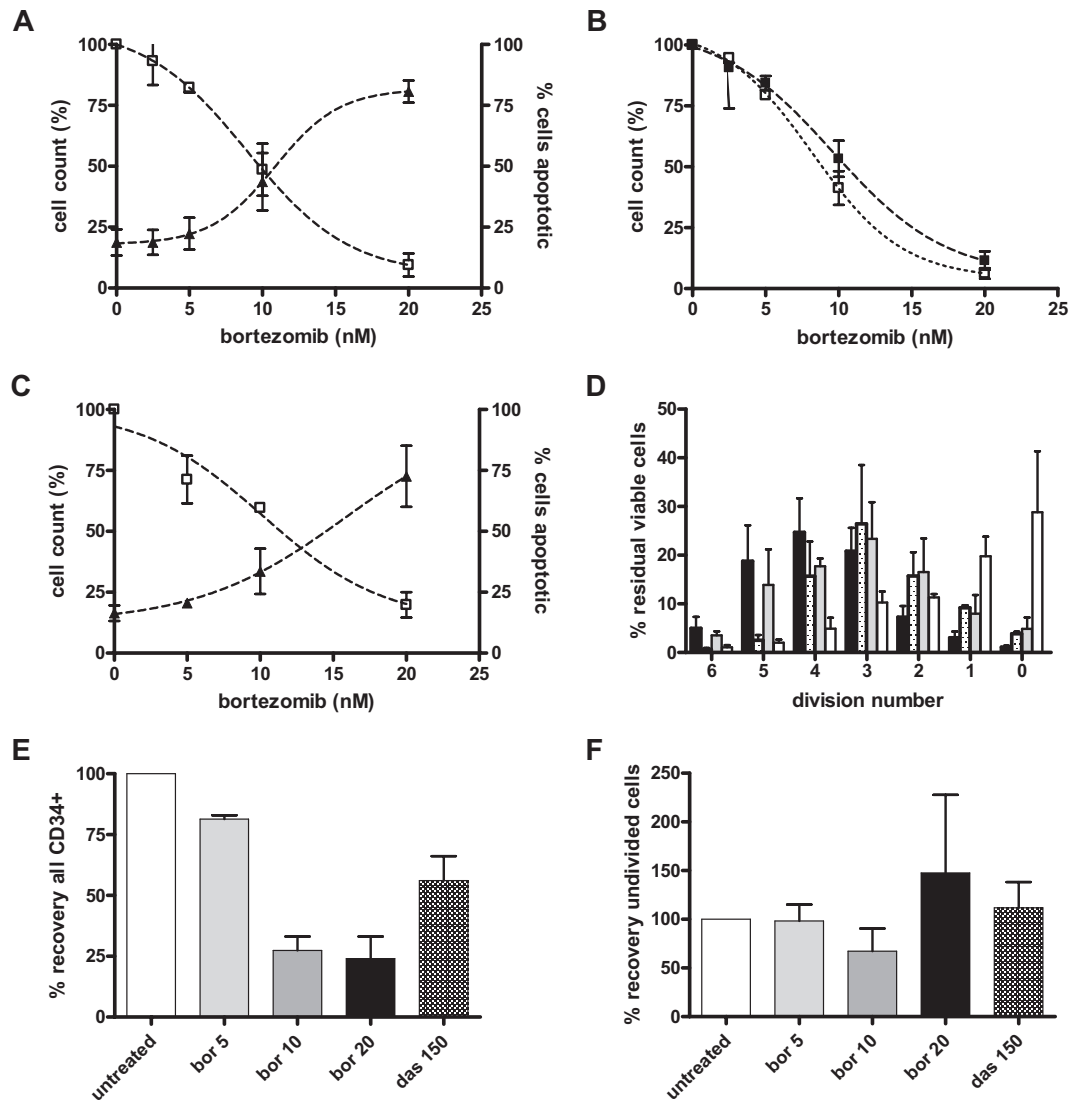 A
100
75
50
25
0
cell count (%)
100
75
50
25
0
% cells apoptotic
0 5 10 15 20 25
bortezomib (nM)
B
100
75
50
25
0
cell count (%)
0 5 10 15 20 25
bortezomib (nM)
C
100
75
50
25
0
cell count (%)
100
75
50
25
0
% cells apoptotic
0 5 10 15 20 25
bortezomib (nM)
D
50
40
30
20
10
0
% residual viable cells
6 5 4 3 2 1 0
division number
E
100
75
50
25
0
% recovery all CD34+
untreated
bor 5
bor 10
bor 20
das 150
F
250
200
150
100
50
0
% recovery undivided cells
untreated
bor 5
bor 10
bor 20
das 150